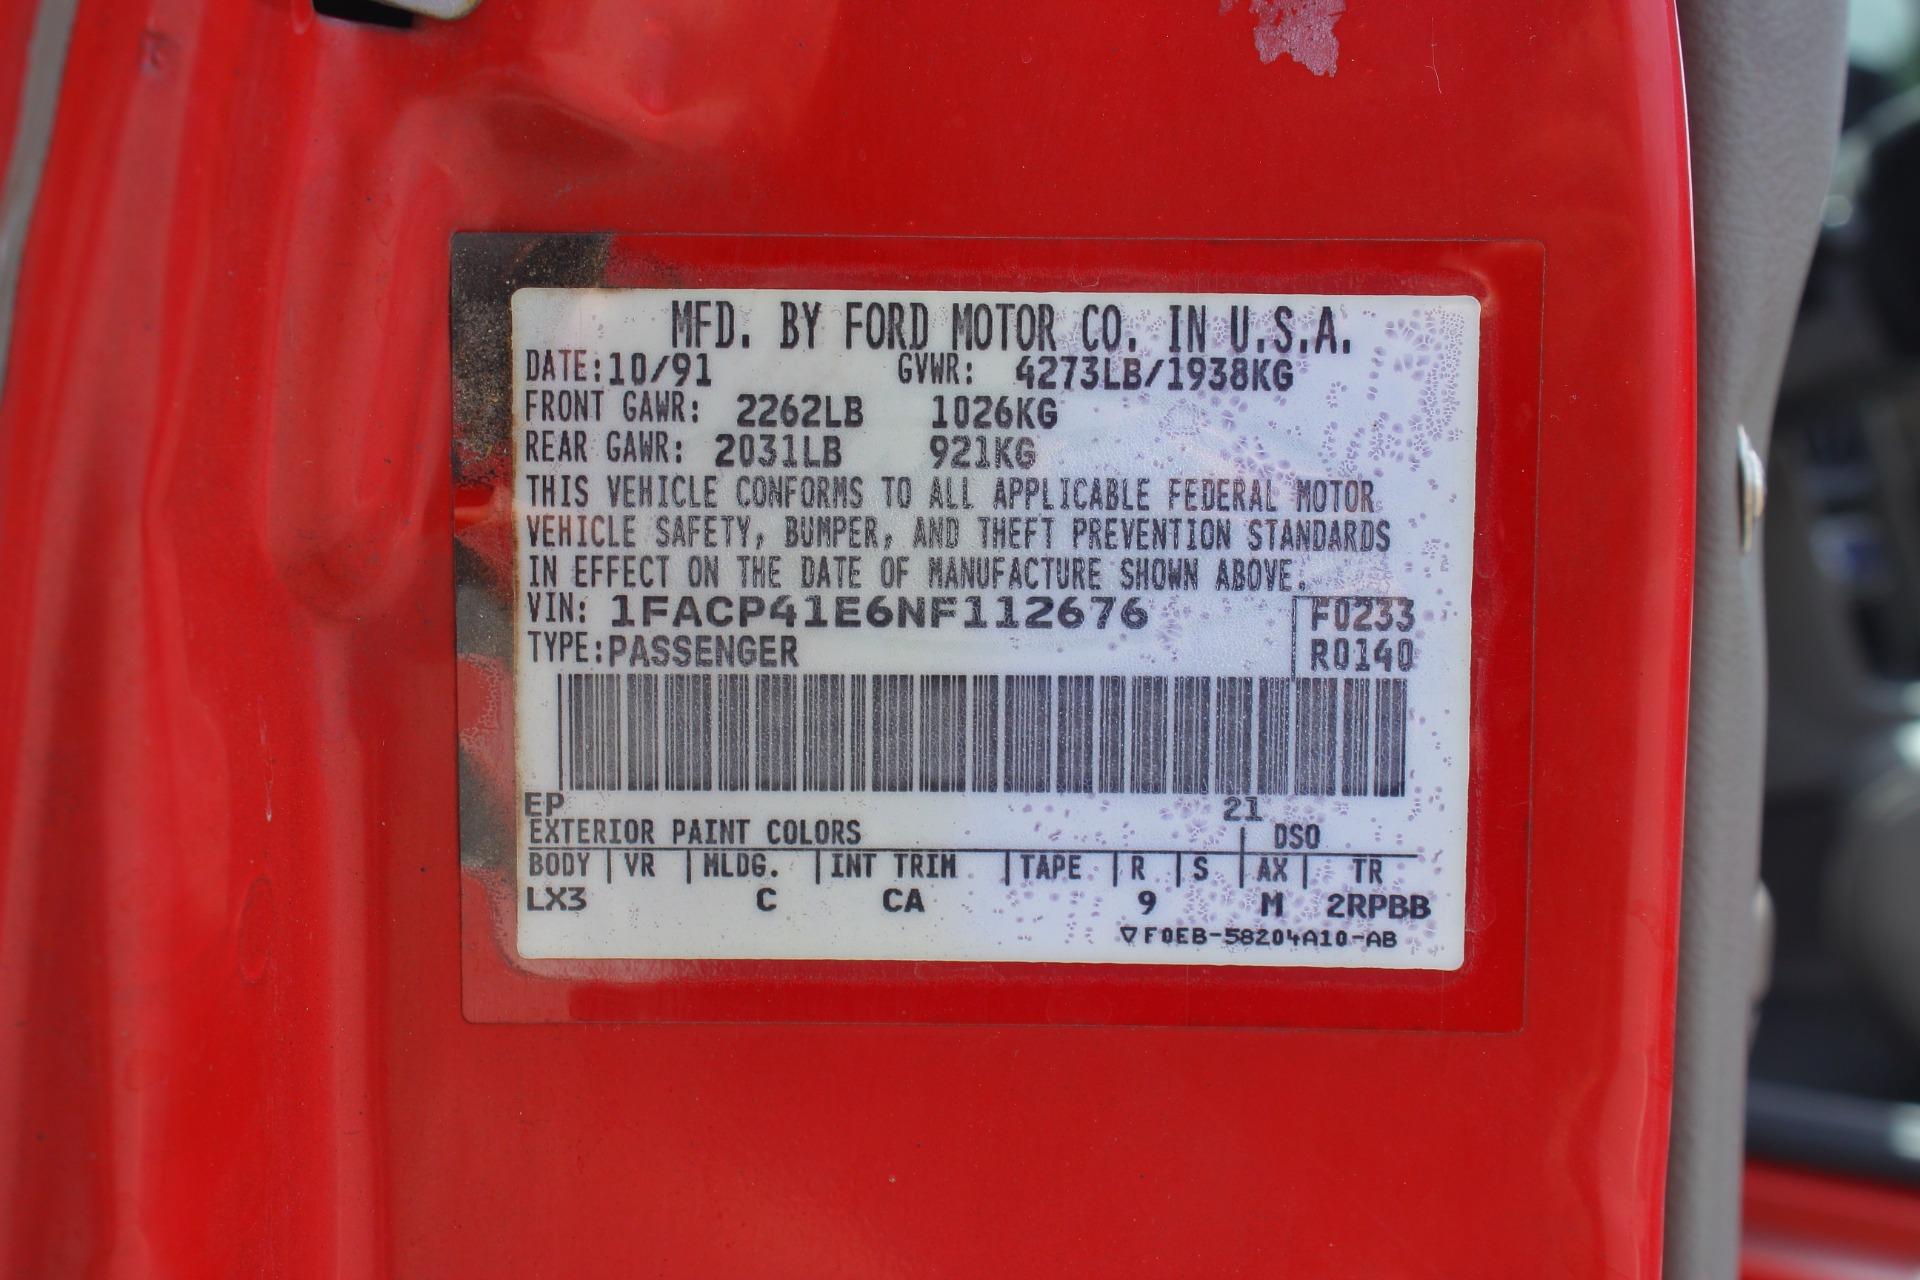 MFD. BY FORD MOTOR CO. IN U.S.A.
DATE: 10/91 GVWR: 4273LB/1938KG
FRONT GAWR: 2262LB 1026KG
REAR GAWR: 2031LB 921KG
THIS VEHICLE CONFORMS TO ALL APPLICABLE FEDERAL MOTOR
VEHICLE SAFETY, BUMPER, AND THEFT PREVENTION STANDARDS
IN EFFECT ON THE DATE OF MANUFACTURE SHOWN ABOVE.
VIN: 1FACP41E6NF112676 F0233
TYPE: PASSENGER R0140
EP 21
EXTERIOR PAINT COLORS DSO
BODY VR MLDG. INT TRIM TAPE R S AX TR
LX3 C CA 9 M 2RPBB
▽ F0EB-58204A10-AB